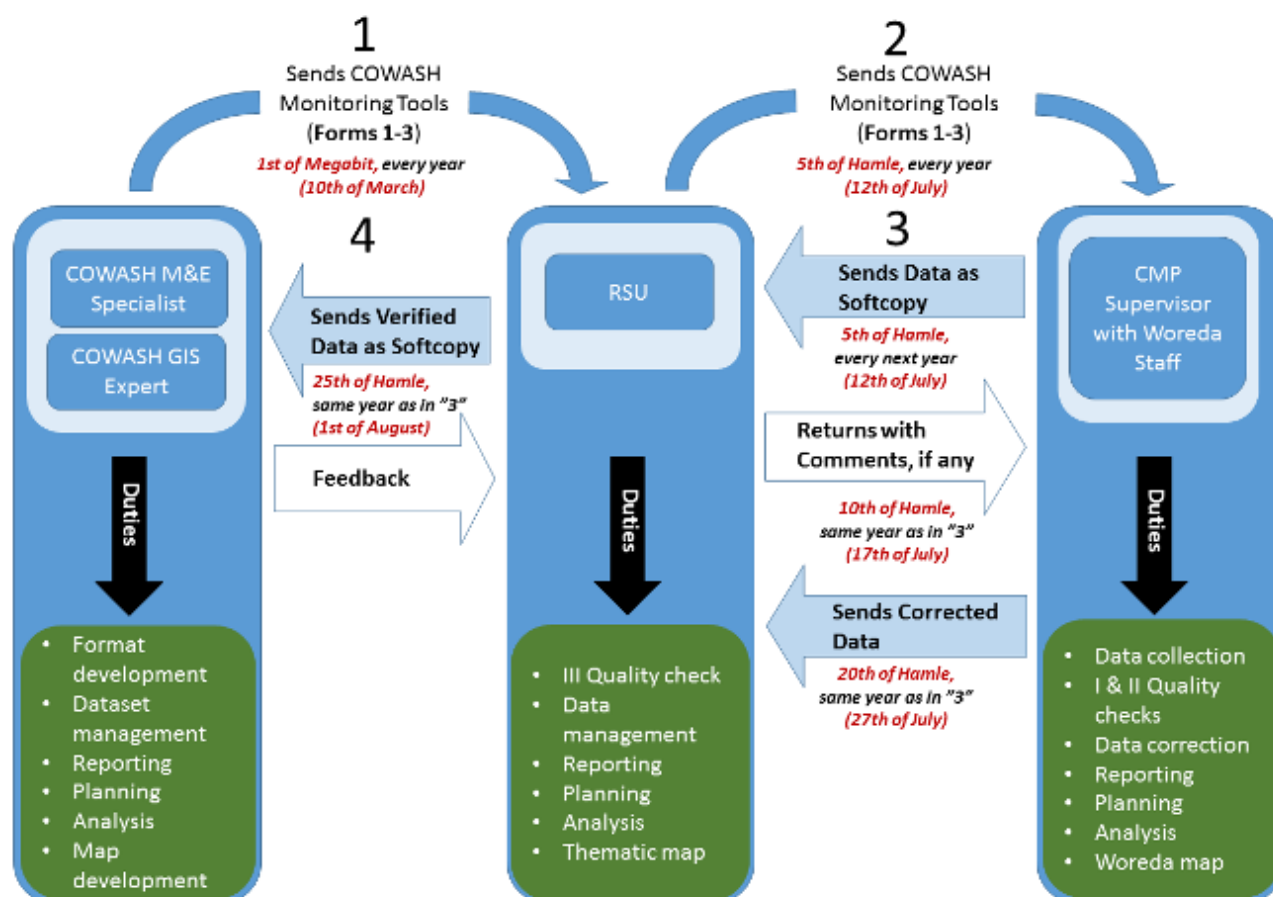 1
Sends COWASH
Monitoring Tools
(Forms 1-3)
1st of Megabit, every year
(10th of March)
2
Sends COWASH
Monitoring Tools
(Forms 1-3)
5th of Hamle, every year
(12th of July)
COWASH M&E
Specialist
COWASH GIS
Expert
4
Sends Verified
Data as Softcopy
25th of Hamle,
same year as in "3"
(1st of August)
Feedback
RSU
3
Sends Data as
Softcopy
5th of Hamle,
every next year
(12th of July)
Returns with
Comments, if any
10th of Hamle,
same year as in "3"
(17th of July)
Sends Corrected
Data
20th of Hamle,
same year as in "3"
(27th of July)
CMP
Supervisor
with Woreda
Staff
Duties
Duties
Duties
• Format
development
• Dataset
management
• Reporting
• Planning
• Analysis
• Map
development
• III Quality check
• Data
management
• Reporting
• Planning
• Analysis
• Thematic map
• Data collection
• I & II Quality
checks
• Data correction
• Reporting
• Planning
• Analysis
• Woreda map